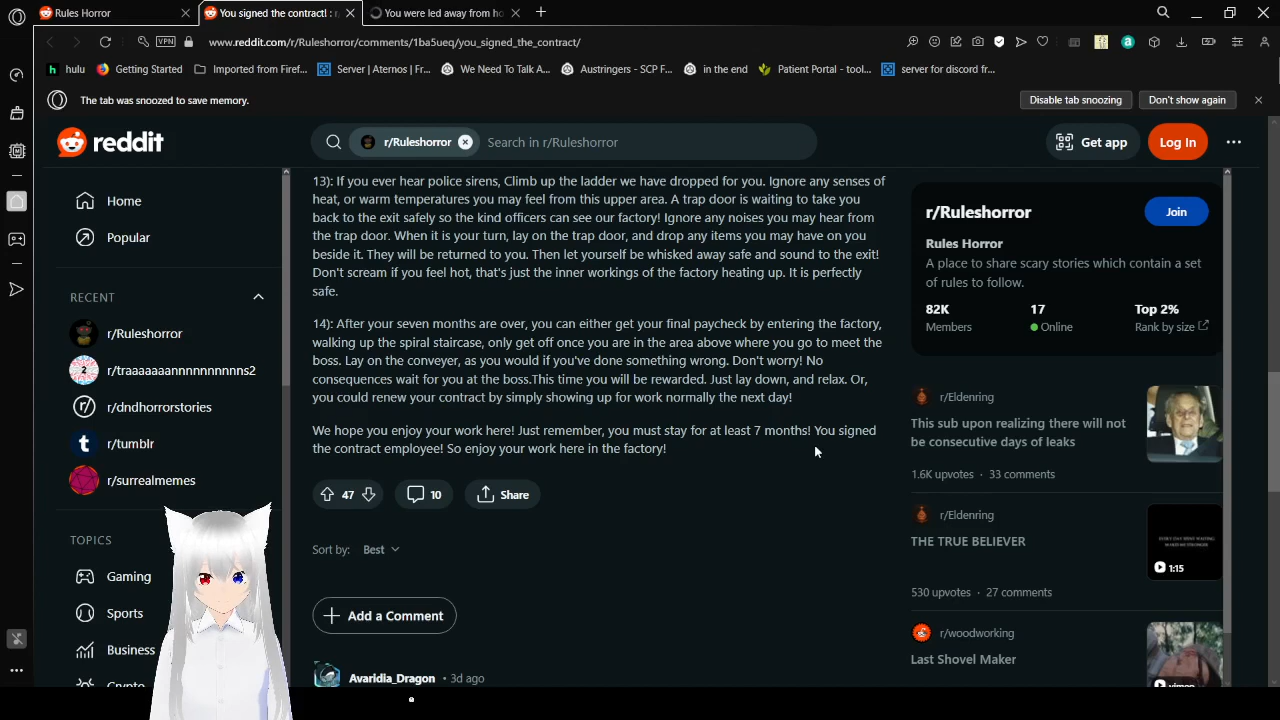 Rules Horror
You signed the contract! : r
You were led away from ho
VPN
www.reddit.com/r/Ruleshorror/comments/1ba5ueq/you_signed_the_contract/
hulu
Getting Started
Imported from Firef...
Server | Aternos | Fr...
We Need To Talk A...
Austringers - SCP F...
in the end
Patient Portal - tool...
server for discord fr...
The tab was snoozed to save memory.
Disable tab snoozing
Don't show again
reddit
r/Ruleshorror
Search in r/Ruleshorror
Get app
Log In
Home
Popular
RECENT
r/Ruleshorror
r/traaaaaaannnnnnnnnns2
r/dndhorrorstories
r/tumblr
r/surrealmemes
TOPICS
Gaming
Sports
Business
Crypto
13): If you ever hear police sirens, Climb up the ladder we have dropped for you. Ignore any senses of
heat, or warm temperatures you may feel from this upper area. A trap door is waiting to take you
back to the exit safely so the kind officers can see our factory! Ignore any noises you may hear from
the trap door. When it is your turn, lay on the trap door, and drop any items you may have on you
beside it. They will be returned to you. Then let yourself be whisked away safe and sound to the exit!
Don't scream if you feel hot, that's just the inner workings of the factory heating up. It is perfectly
safe.
14): After your seven months are over, you can either get your final paycheck by entering the factory,
walking up the spiral staircase, only get off once you are in the area above where you go to meet the
boss. Lay on the conveyer, as you would if you've done something wrong. Don't worry! No
consequences wait for you at the boss.This time you will be rewarded. Just lay down, and relax. Or,
you could renew your contract by simply showing up for work normally the next day!
We hope you enjoy your work here! Just remember, you must stay for at least 7 months! You signed
the contract employee! So enjoy your work here in the factory!
47
10
Share
Sort by:
Best
Add a Comment
Avaridia_Dragon • 3d ago
r/Ruleshorror
Join
Rules Horror
A place to share scary stories which contain a set
of rules to follow.
82K
17
Top 2%
Members
Online
Rank by size
r/Eldenring
This sub upon realizing there will not
be consecutive days of leaks
1.6K upvotes • 33 comments
r/Eldenring
THE TRUE BELIEVER
1:15
530 upvotes • 27 comments
r/woodworking
Last Shovel Maker
vimeo